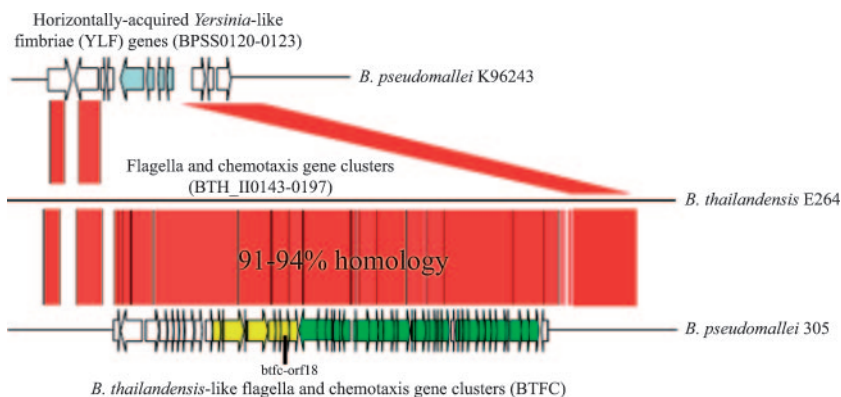 Horizontally-acquired Yersinia-like
fimbriae (YLF) genes (BPSS0120-0123)
B. pseudomallei K96243
Flagella and chemotaxis gene clusters
(BTH_II0143-0197)
B. thailandensis E264
91-94% homology
B. pseudomallei 305
btfc-orf18
B. thailandensis-like flagella and chemotaxis gene clusters (BTFC)